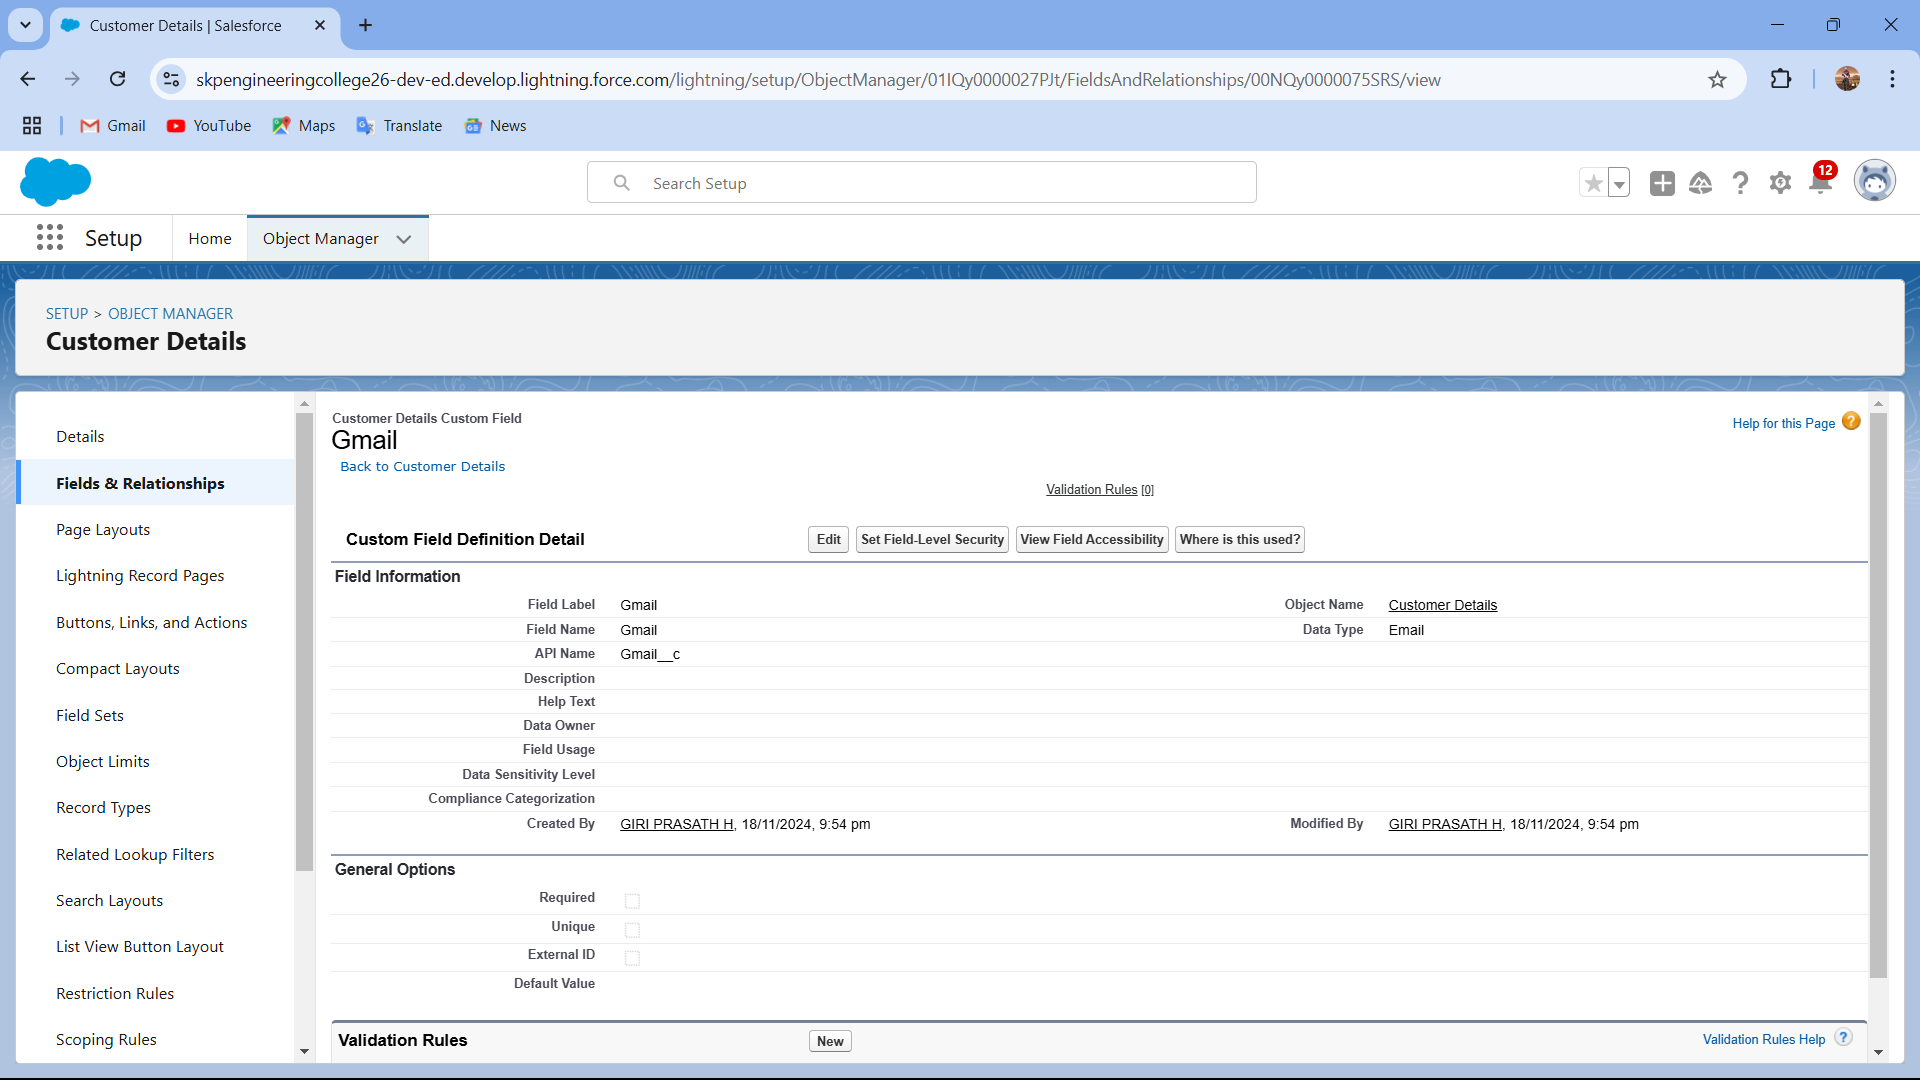 Customer Details | Salesforce
skpengineeringcollege26-dev-ed.develop.lightning.force.com/lightning/setup/ObjectManager/01IQy0000027PJt/FieldsAndRelationships/00NQy0000075SRS/view
Gmail YouTube Maps Translate News
Search Setup
12
Setup Home Object Manager
SETUP > OBJECT MANAGER
Customer Details
Details
Fields & Relationships
Page Layouts
Lightning Record Pages
Buttons, Links, and Actions
Compact Layouts
Field Sets
Object Limits
Record Types
Related Lookup Filters
Search Layouts
List View Button Layout
Restriction Rules
Scoping Rules
Customer Details Custom Field
Gmail
Help for this Page ?
Back to Customer Details
Validation Rules [0]
Custom Field Definition Detail Edit Set Field-Level Security View Field Accessibility Where is this used?
Field Information
Field Label Gmail Object Name Customer Details
Field Name Gmail Data Type Email
API Name Gmail__c
Description
Help Text
Data Owner
Field Usage
Data Sensitivity Level
Compliance Categorization
Created By GIRI PRASATH H, 18/11/2024, 9:54 pm Modified By GIRI PRASATH H, 18/11/2024, 9:54 pm
General Options
Required
Unique
External ID
Default Value
Validation Rules New Validation Rules Help ?